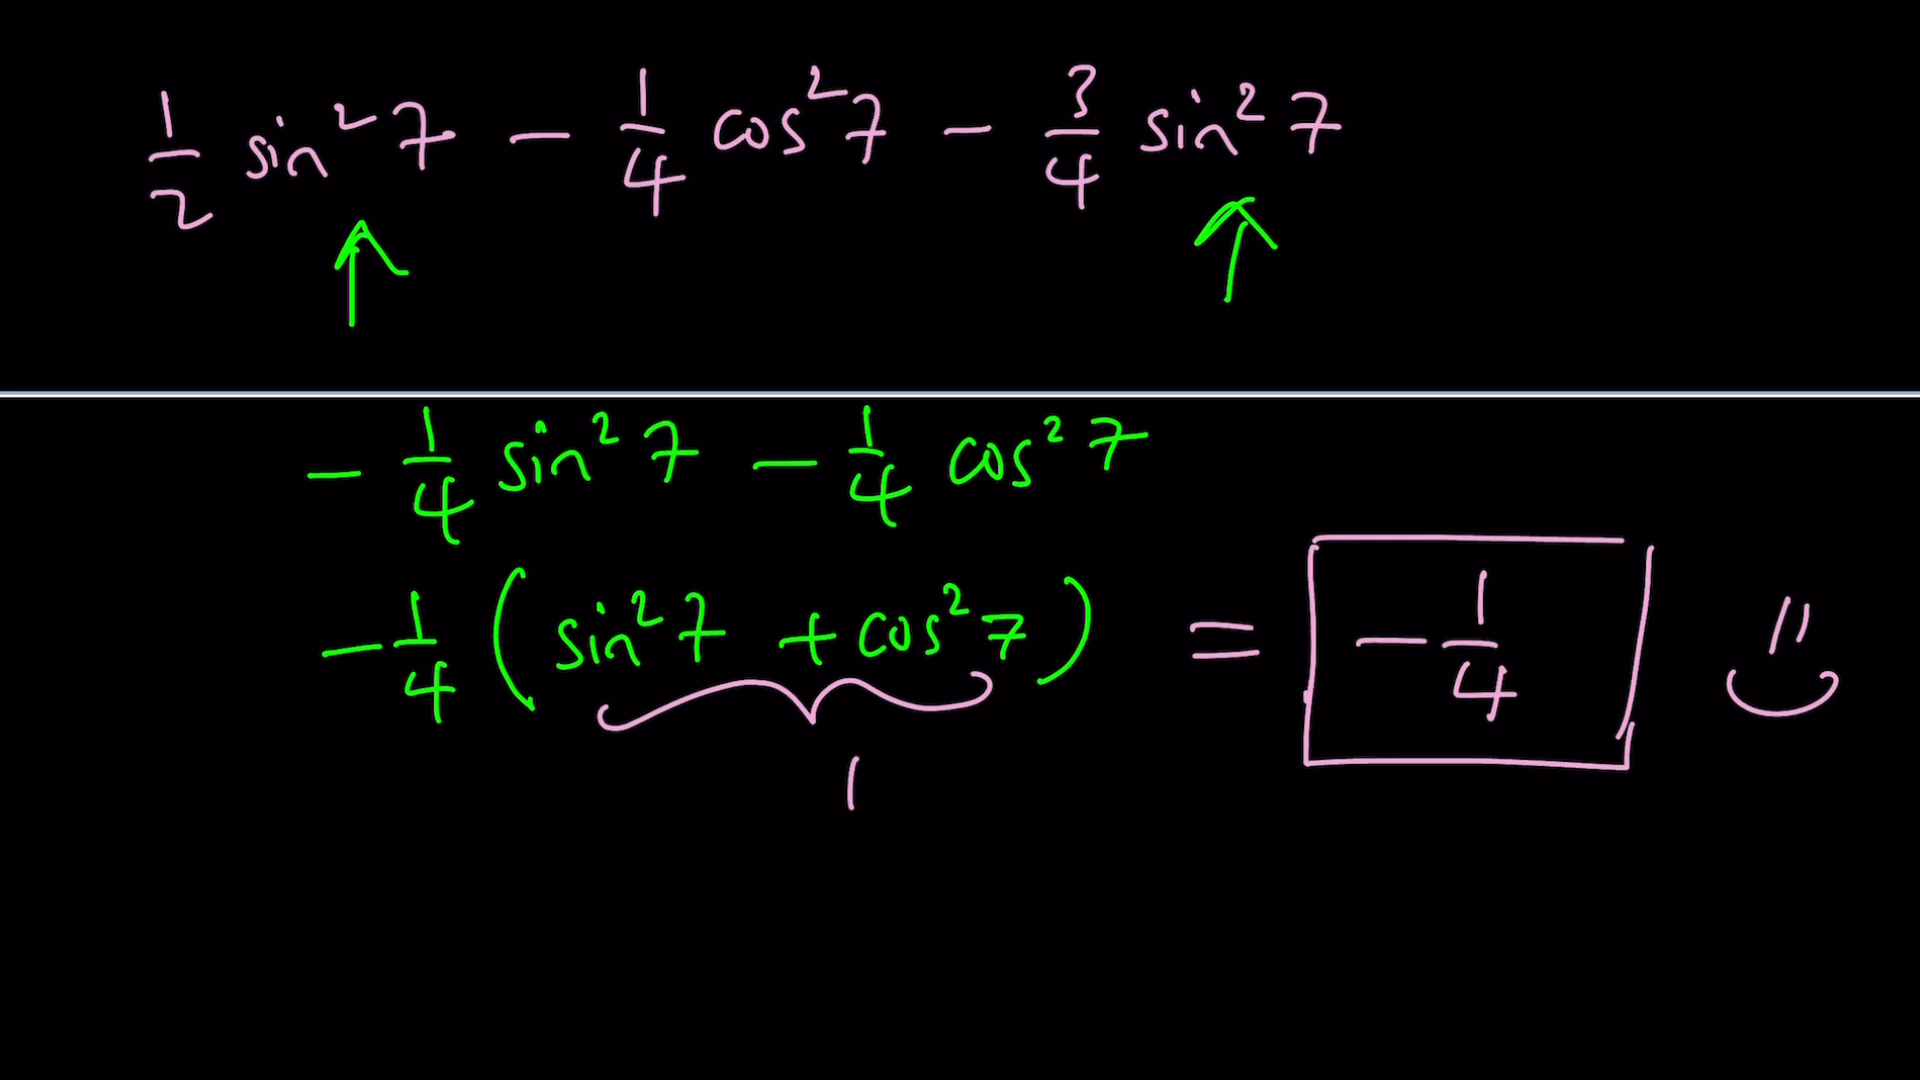 1/2 sin²7 − 1/4 cos²7 − 3/4 sin²7
− 1/4 sin²7 − 1/4 cos²7
− 1/4 (sin²7 + cos²7) = − 1/4
1